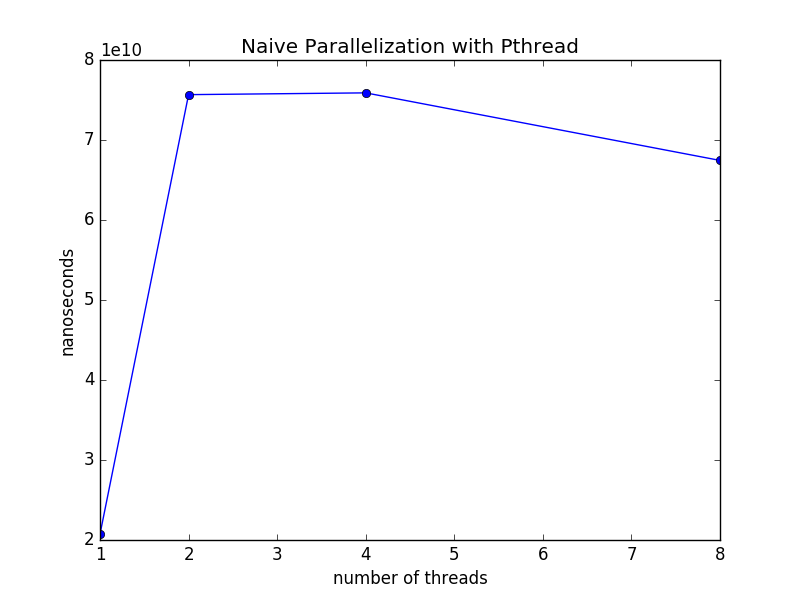 Naive Parallelization with Pthread
1e10
8
7
6
5
4
3
2
nanoseconds
1 2 3 4 5 6 7 8
number of threads